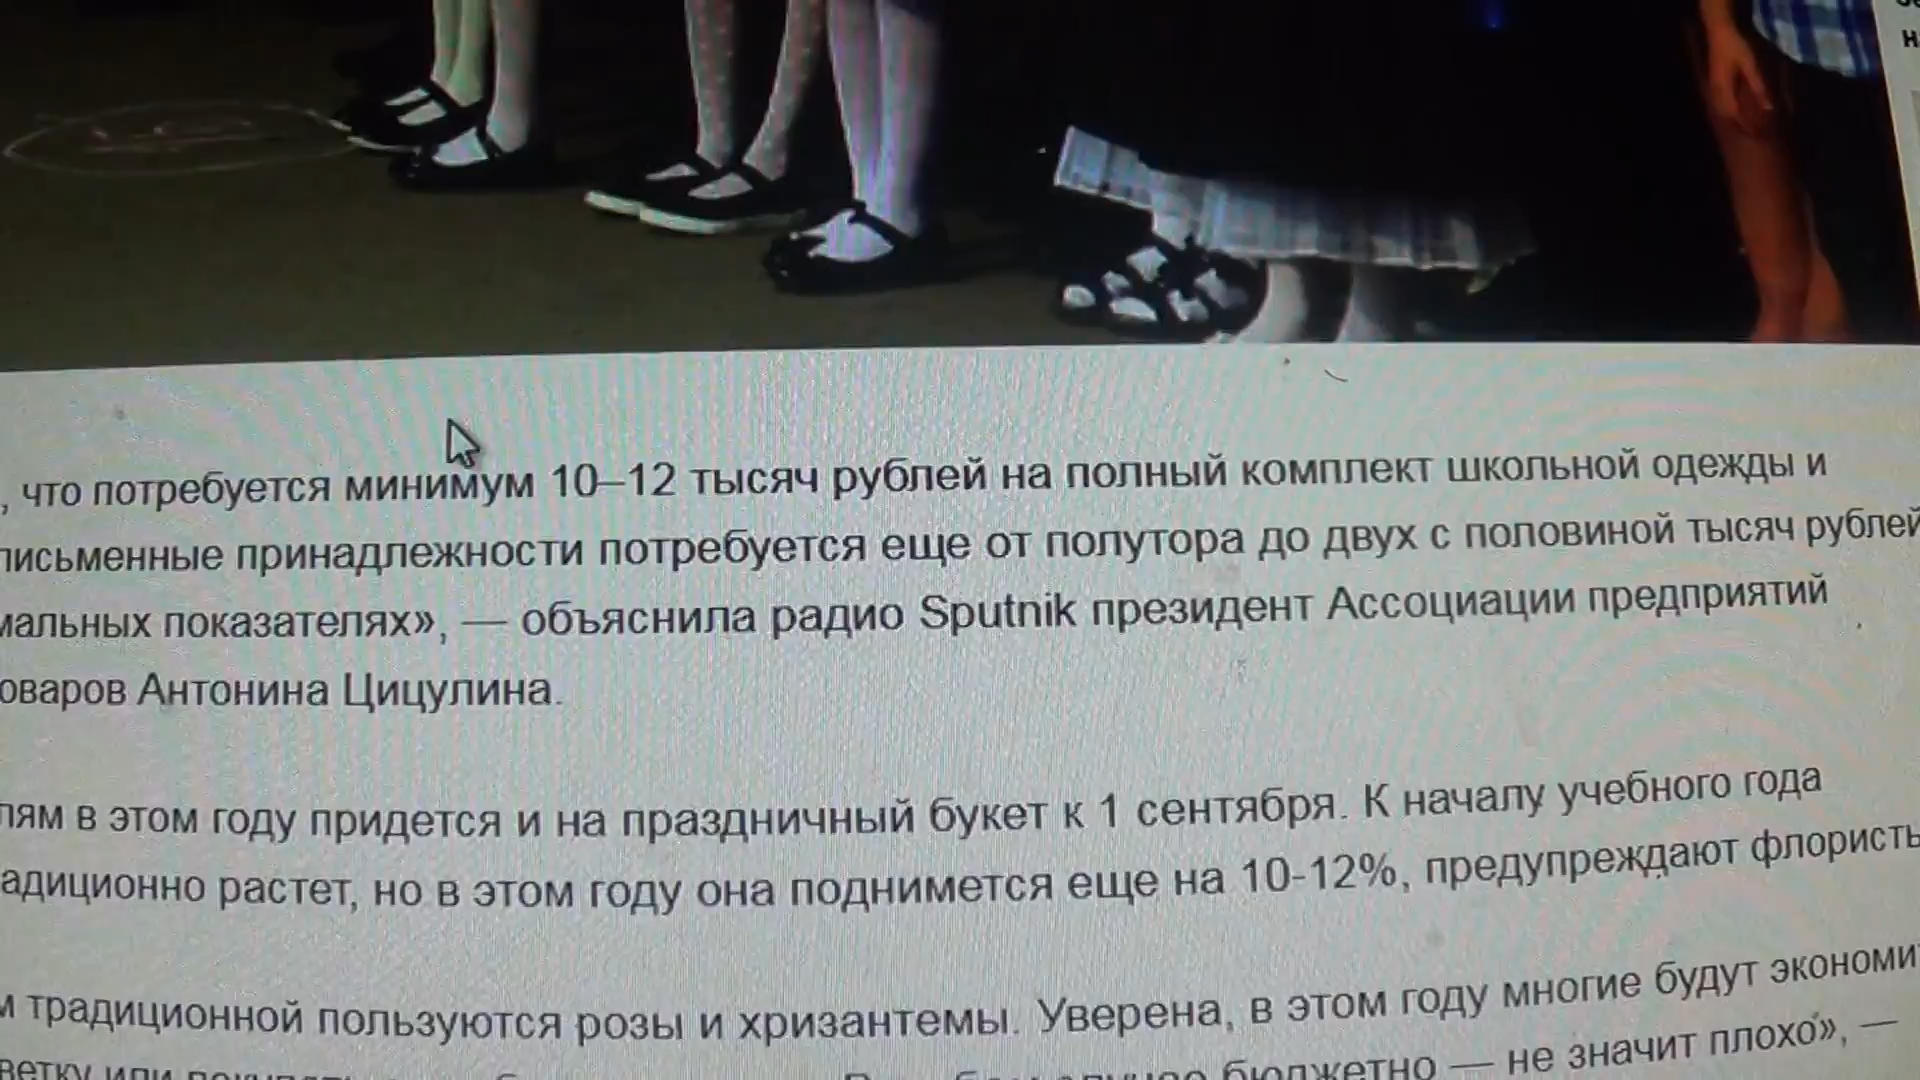 , что потребуется минимум 10–12 тысяч рублей на полный комплект школьной одежды и
письменные принадлежности потребуется еще от полутора до двух с половиной тысяч рублей
мальных показателях», — объяснила радио Sputnik президент Ассоциации предприятий
оваров Антонина Цицулина.
лям в этом году придется и на праздничный букет к 1 сентября. К началу учебного года
адиционно растет, но в этом году она поднимется еще на 10-12%, предупреждают флористы
м традиционной пользуются розы и хризантемы. Уверена, в этом году многие будут экономи
ветку или бюджетно — не значит плохо», —